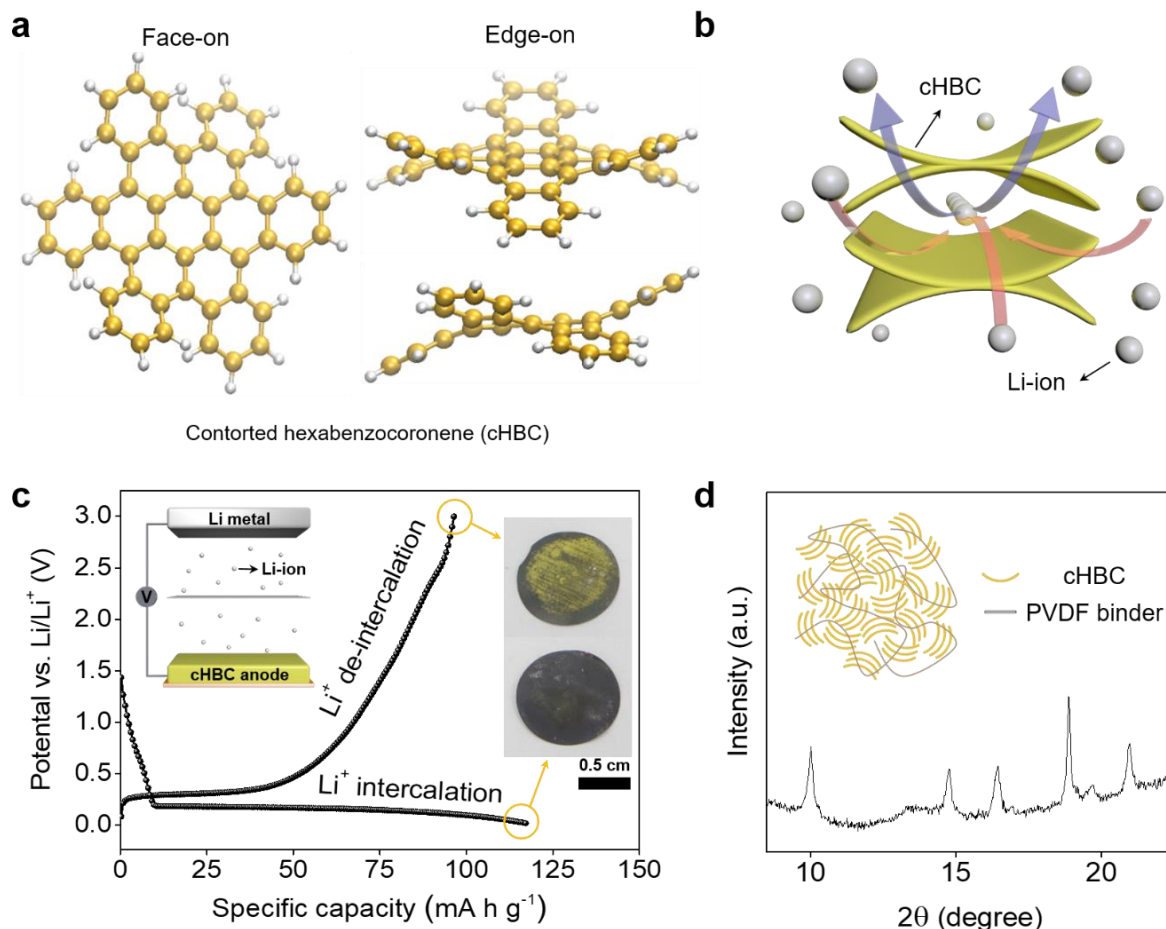 a
Face-on
Edge-on
Contorted hexabenzocoronene (cHBC)
b
cHBC
Li-ion
c
Potental vs. Li/Li⁺ (V)
3.0
2.5
2.0
1.5
1.0
0.5
0.0
Li metal
Li-ion
V
cHBC anode
Li⁺ de-intercalation
Li⁺ intercalation
0.5 cm
0 25 50 75 100 125 150
Specific capacity (mA h g⁻¹)
d
Intensity (a.u.)
cHBC
PVDF binder
10 15 20
2θ (degree)